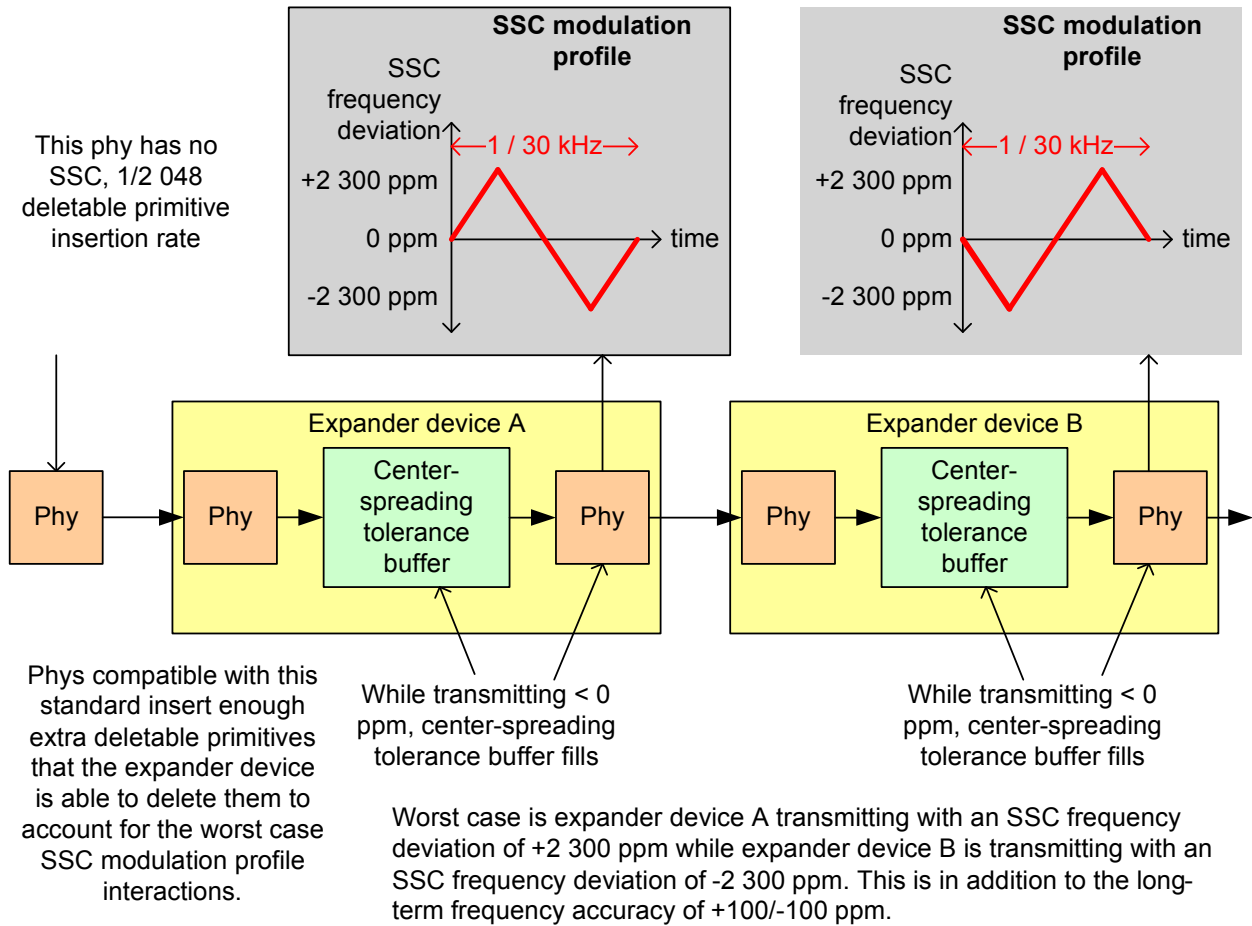 This phy has no
SSC, 1/2 048
deletable primitive
insertion rate
SSC modulation
profile
SSC
frequency
deviation
1 / 30 kHz
+2 300 ppm
0 ppm
-2 300 ppm
time
SSC modulation
profile
SSC
frequency
deviation
1 / 30 kHz
+2 300 ppm
0 ppm
-2 300 ppm
time
Phy
Expander device A
Phy
Center-
spreading
tolerance
buffer
Phy
Expander device B
Phy
Center-
spreading
tolerance
buffer
Phy
Phys compatible with this
standard insert enough
extra deletable primitives
that the expander device
is able to delete them to
account for the worst case
SSC modulation profile
interactions.
While transmitting < 0
ppm, center-spreading
tolerance buffer fills
While transmitting < 0
ppm, center-spreading
tolerance buffer fills
Worst case is expander device A transmitting with an SSC frequency
deviation of +2 300 ppm while expander device B is transmitting with an
SSC frequency deviation of -2 300 ppm. This is in addition to the long-
term frequency accuracy of +100/-100 ppm.